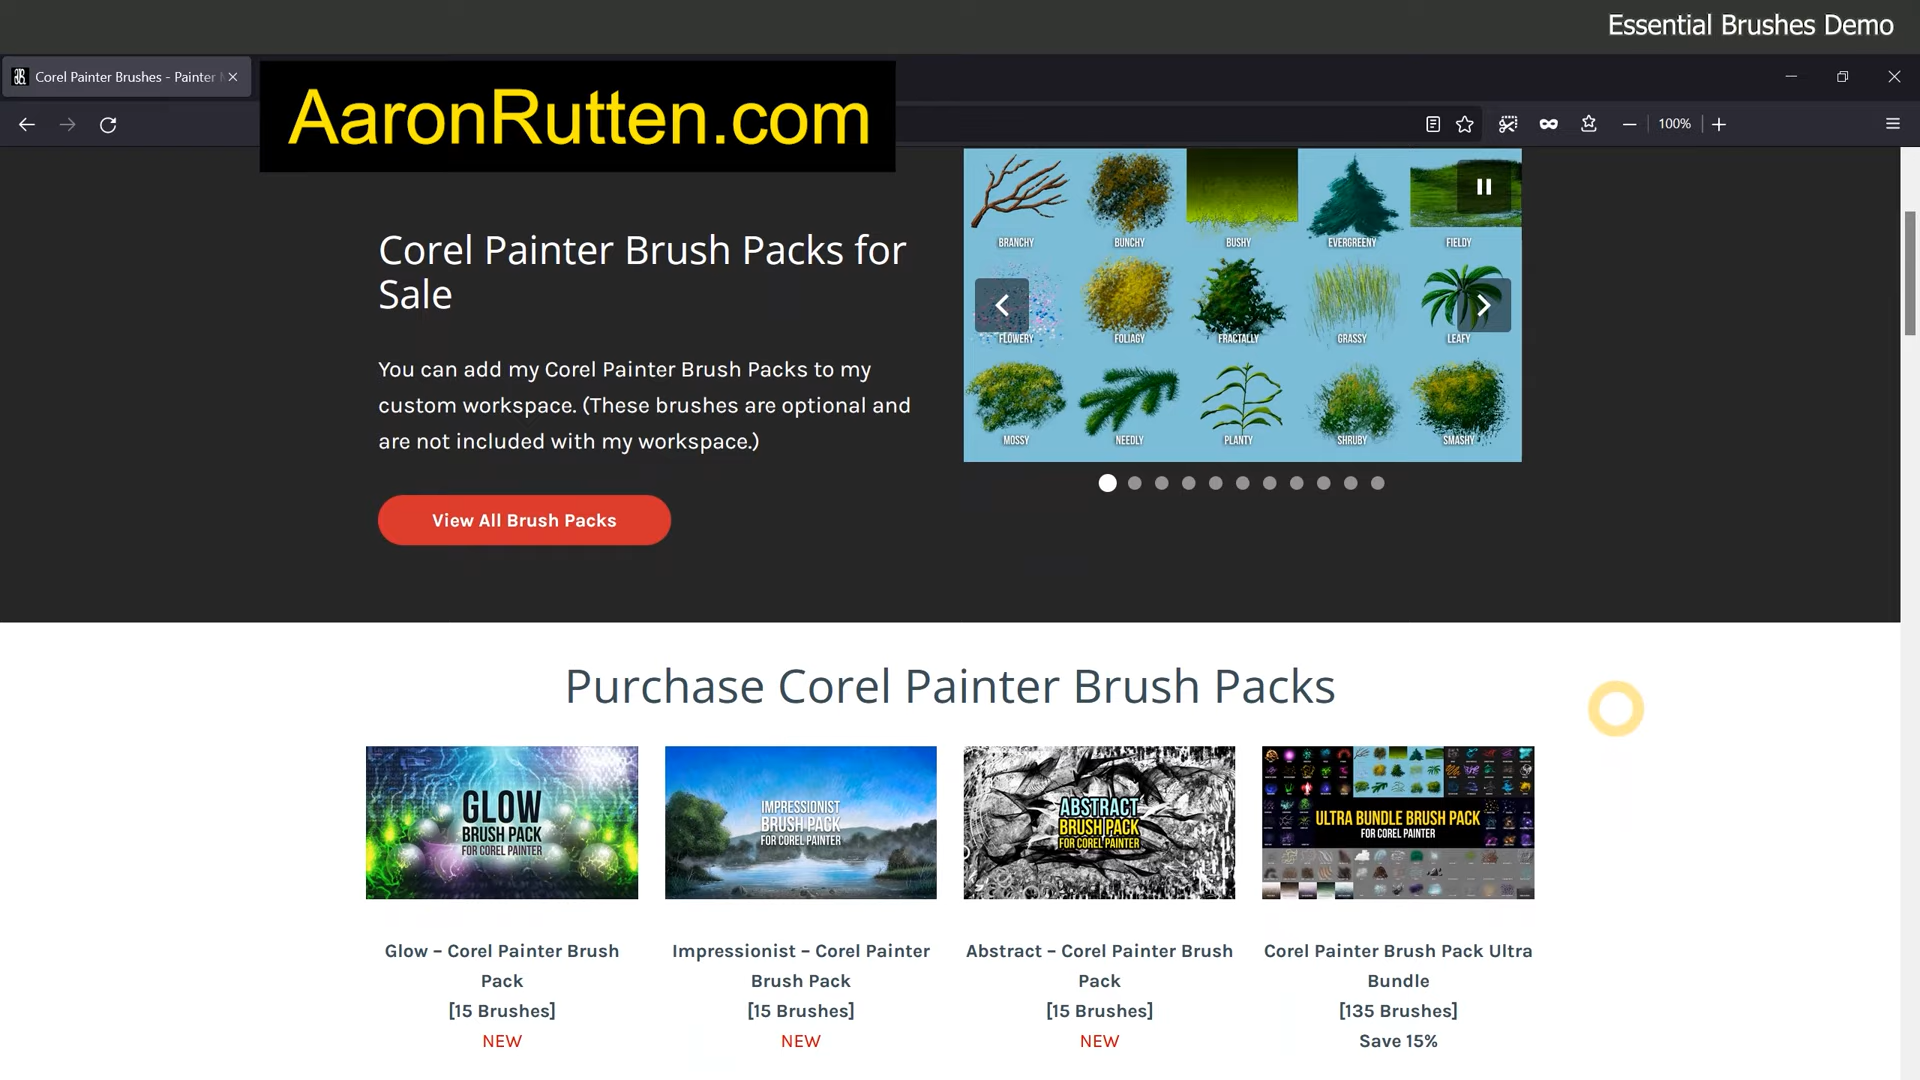 Essential Brushes Demo
Corel Painter Brushes - Painter
AaronRutten.com
100%
Corel Painter Brush Packs for
Sale
You can add my Corel Painter Brush Packs to my
custom workspace. (These brushes are optional and
are not included with my workspace.)
View All Brush Packs
BRANCHY
BUNCHY
BUSHY
EVERGREENY
FIELDY
FLOWERY
FOLIAGY
FRACTALLY
GRASSY
LEAFY
MOSSY
NEEDLY
PLANTY
SHRUBY
SMASHY
Purchase Corel Painter Brush Packs
GLOW
BRUSH PACK
FOR COREL PAINTER
IMPRESSIONIST
BRUSH PACK
FOR COREL PAINTER
ABSTRACT
BRUSH PACK
FOR COREL PAINTER
ULTRA BUNDLE BRUSH PACK
FOR COREL PAINTER
Glow – Corel Painter Brush
Pack
[15 Brushes]
NEW
Impressionist – Corel Painter
Brush Pack
[15 Brushes]
NEW
Abstract – Corel Painter Brush
Pack
[15 Brushes]
NEW
Corel Painter Brush Pack Ultra
Bundle
[135 Brushes]
Save 15%